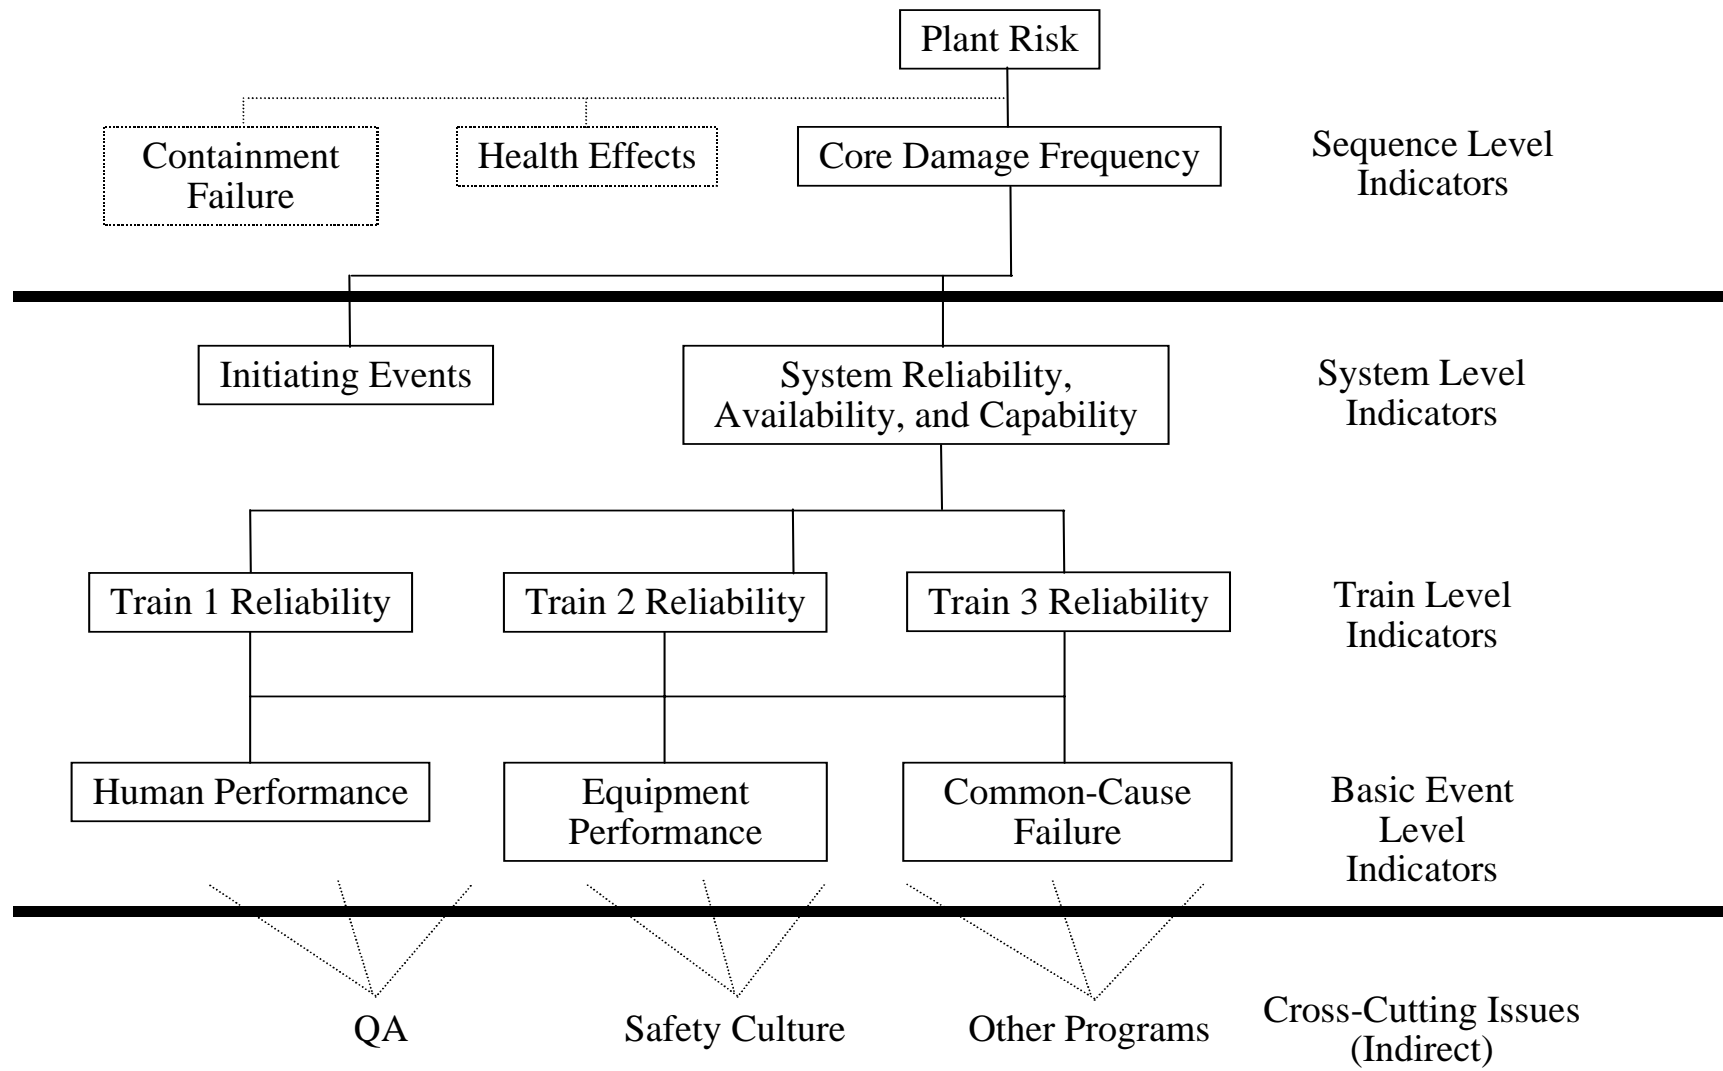 Plant Risk
Containment
Failure
Health Effects
Core Damage Frequency
Sequence Level
Indicators
Initiating Events
System Reliability,
Availability, and Capability
System Level
Indicators
Train 1 Reliability
Train 2 Reliability
Train 3 Reliability
Train Level
Indicators
Human Performance
Equipment
Performance
Common-Cause
Failure
Basic Event
Level
Indicators
QA
Safety Culture
Other Programs
Cross-Cutting Issues
(Indirect)